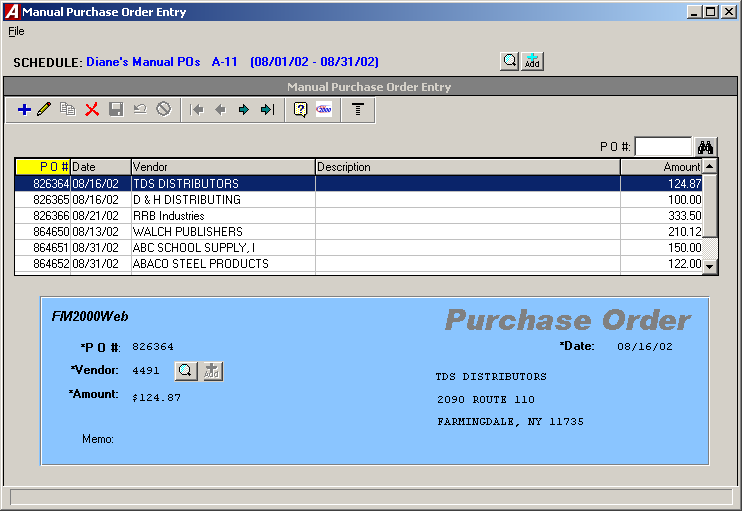 Manual Purchase Order Entry
File
SCHEDULE: Diane's Manual POs A-11 (08/01/02 - 08/31/02) Add
Manual Purchase Order Entry
2000
P O #:
P O # Date Vendor Description Amount
826364 08/16/02 TDS DISTRIBUTORS 124.87
826365 08/16/02 D & H DISTRIBUTING 100.00
826366 08/21/02 RRB Industries 333.50
864650 08/13/02 WALCH PUBLISHERS 210.12
864651 08/31/02 ABC SCHOOL SUPPLY, I 150.00
864652 08/31/02 ABACO STEEL PRODUCTS 122.00
FM2000Web Purchase Order
*P O #: 826364 *Date: 08/16/02
*Vendor: 4491 Add TDS DISTRIBUTORS
*Amount: $124.87 2090 ROUTE 110
FARMINGDALE, NY 11735
Memo: